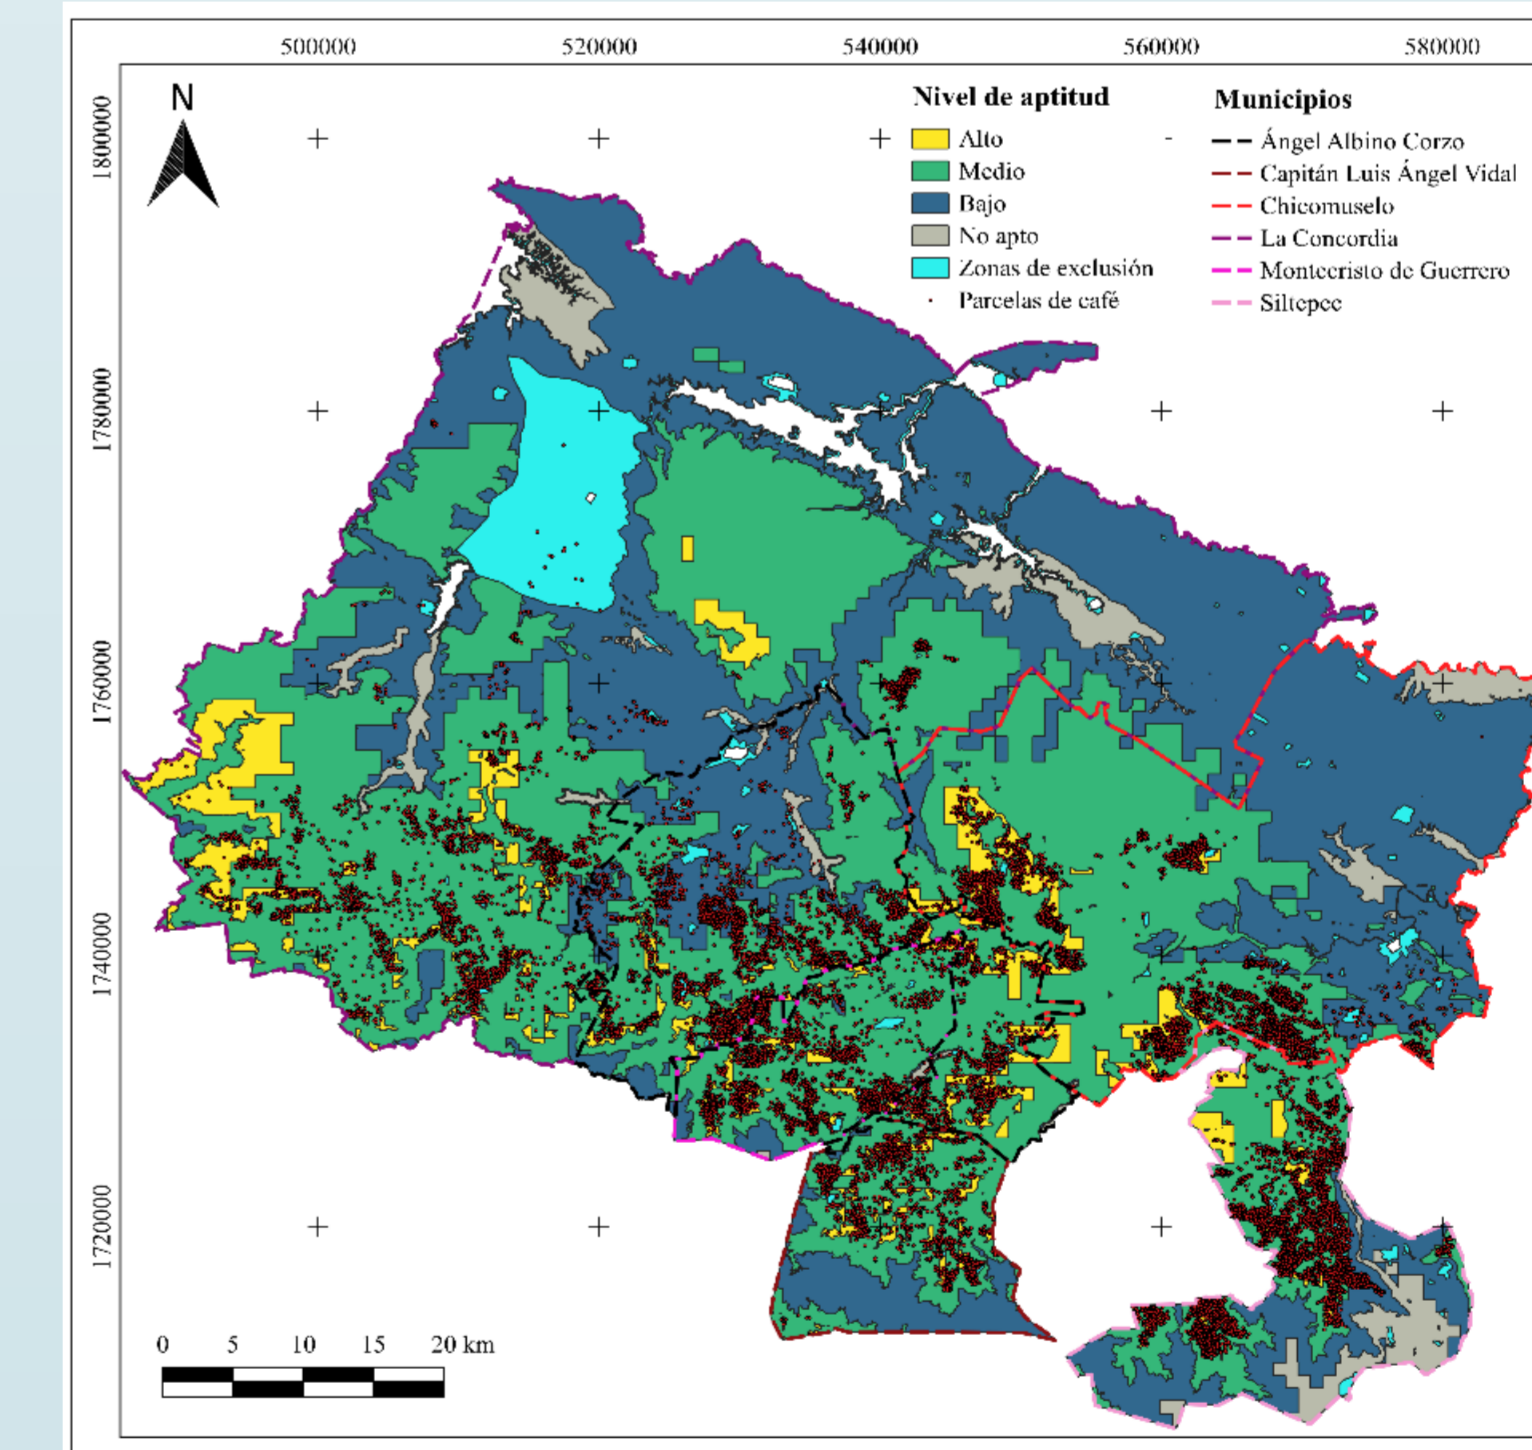 500000 520000 540000 560000 580000
N
1800000
1780000
1760000
1740000
1720000
Nivel de aptitud
Alto
Medio
Bajo
No apto
Zonas de exclusión
Parcelas de café
Municipios
Ángel Albino Corzo
Capitán Luis Ángel Vidal
Chicomuselo
La Concordia
Montecristo de Guerrero
Siltepec
0 5 10 15 20 km